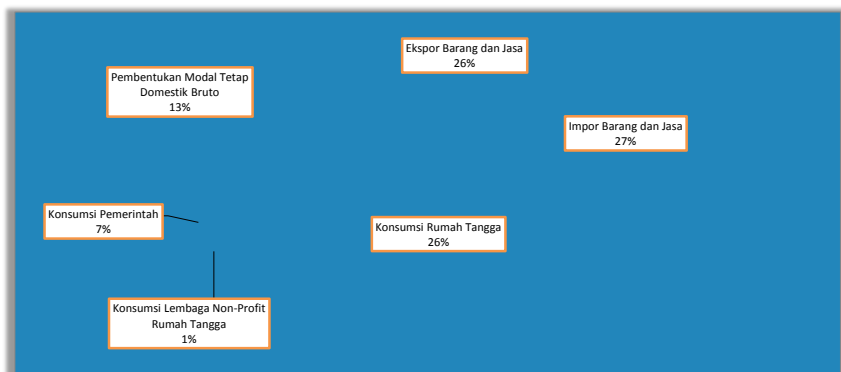 Ekspor Barang dan Jasa
26%
Pembentukan Modal Tetap
Domestik Bruto
13%
Impor Barang dan Jasa
27%
Konsumsi Pemerintah
7%
Konsumsi Rumah Tangga
26%
Konsumsi Lembaga Non-Profit
Rumah Tangga
1%